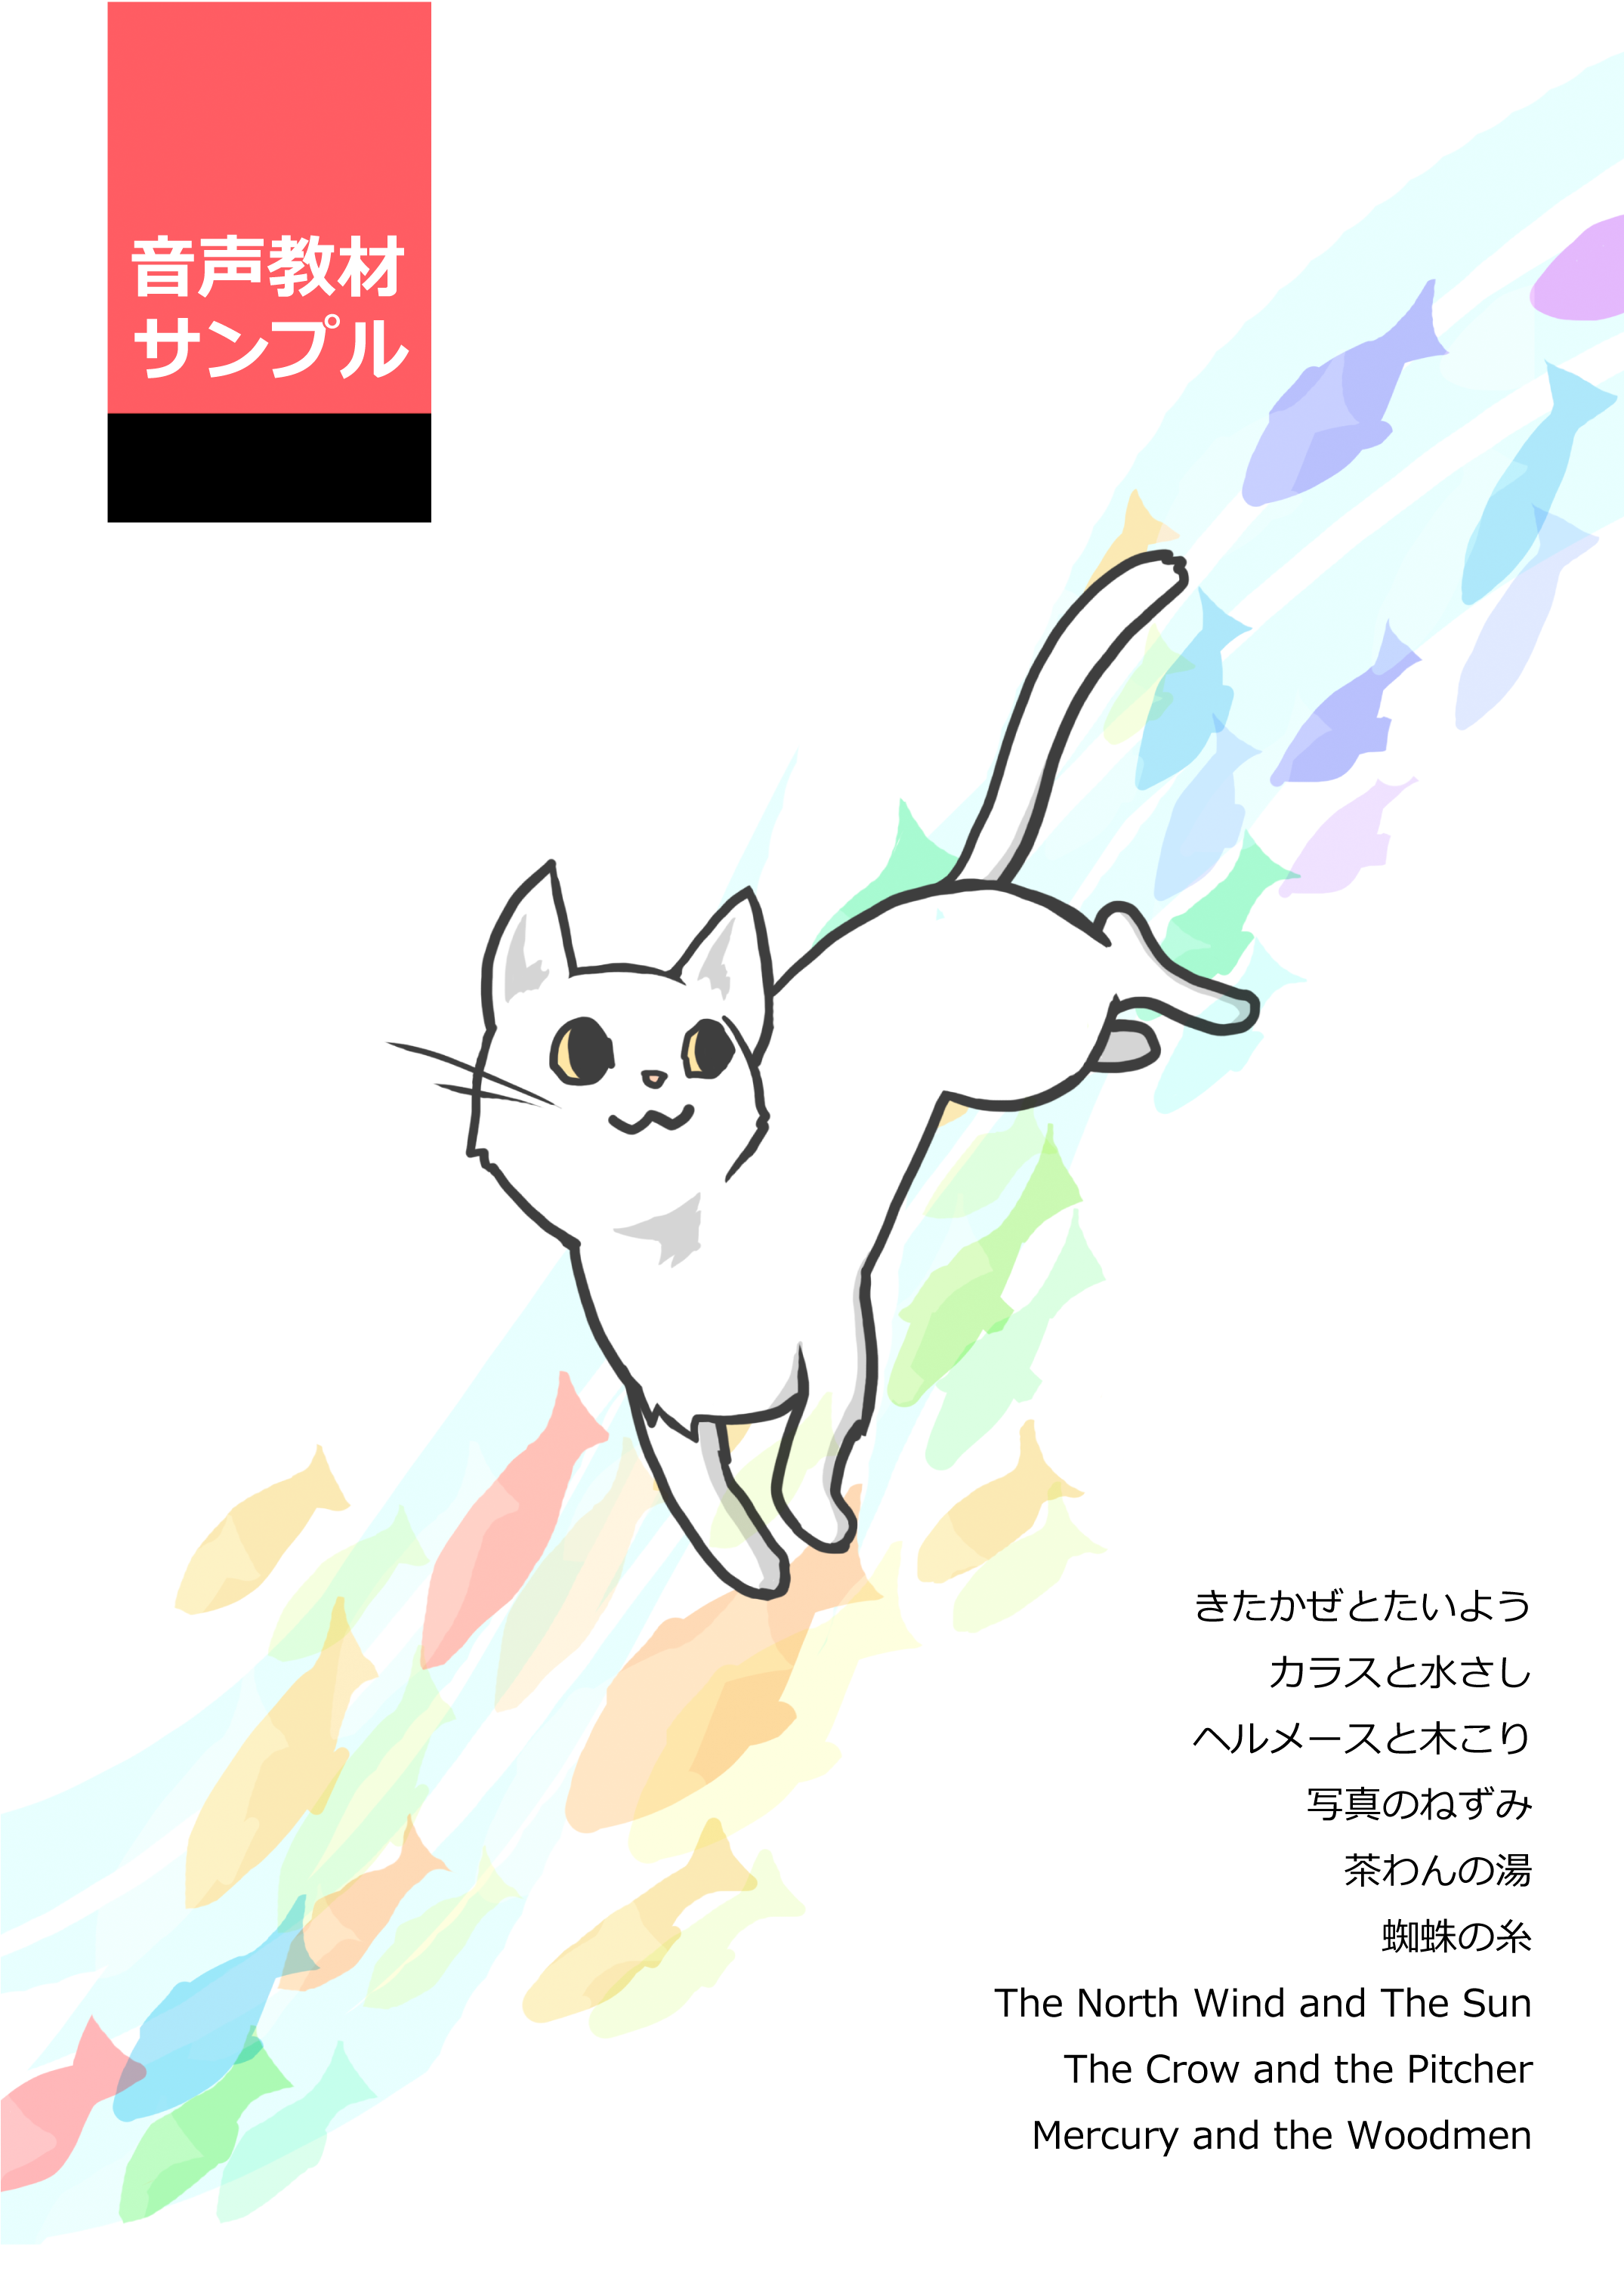 音声教材
サンプル
きたかぜとたいよう
カラスと水さし
ヘルメースと木こり
写真のねずみ
茶わんの湯
蜘蛛の糸
The North Wind and The Sun
The Crow and the Pitcher
Mercury and the Woodmen